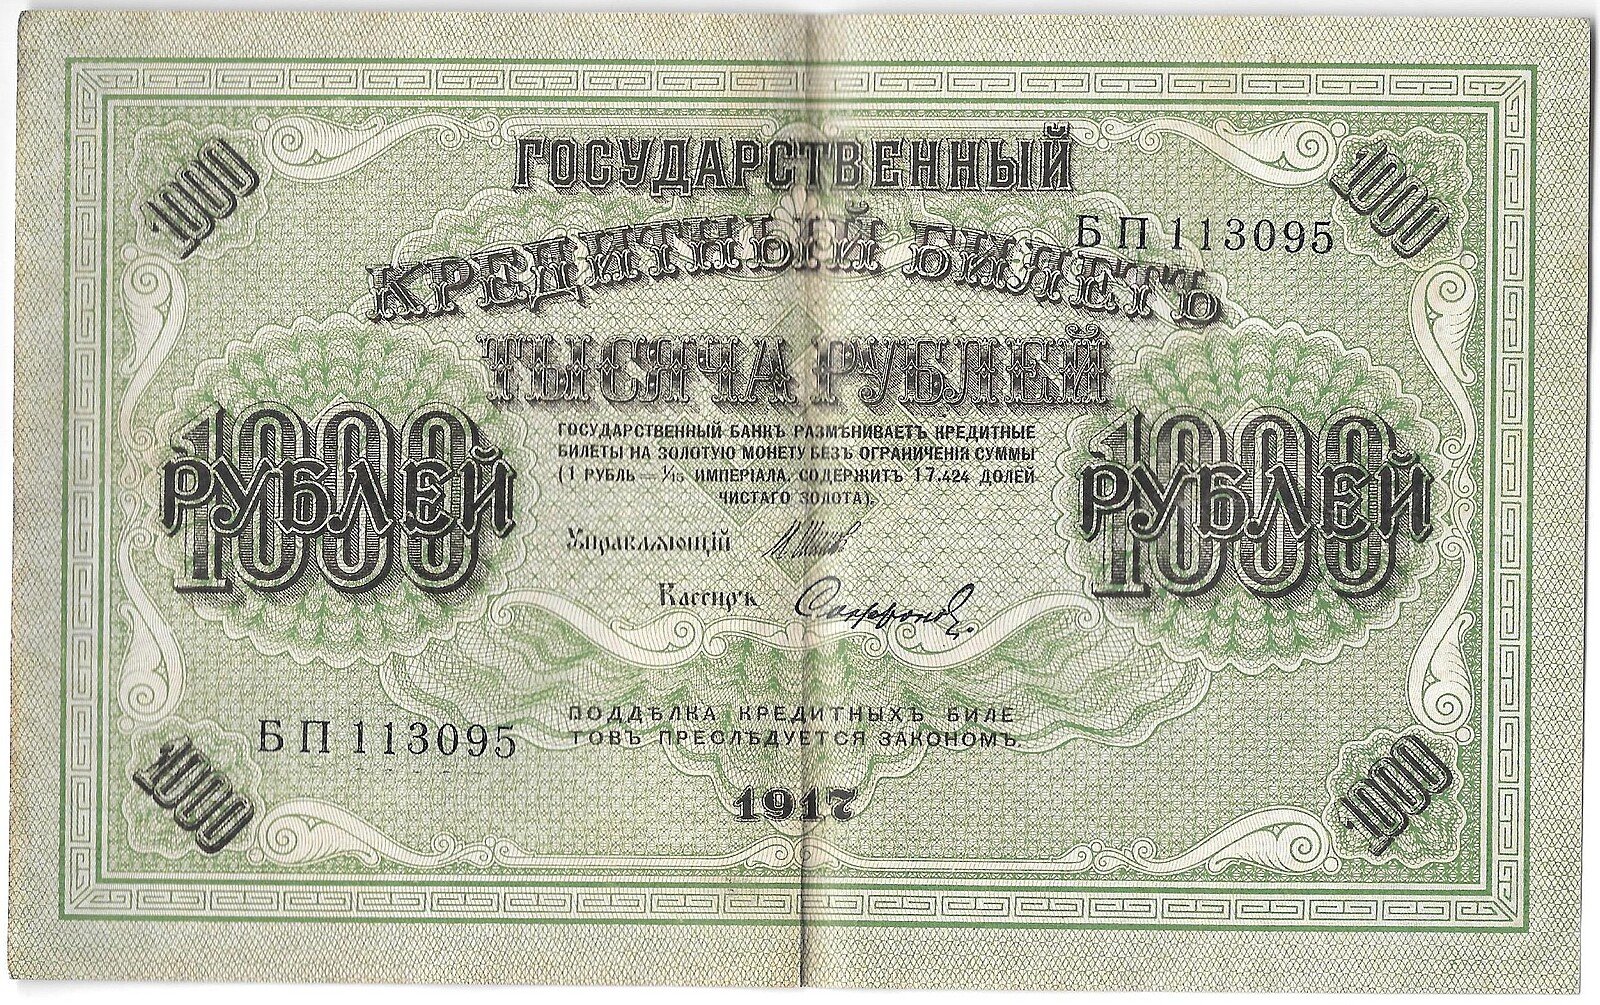 1000
1000
ГОСУДАРСТВЕННЫЙ
КРЕДИТНЫЙ БИЛЕТЪ
БП 113095
ТЫСЯЧА РУБЛЕЙ
1000
РУБЛЕЙ
1000
РУБЛЕЙ
ГОСУДАРСТВЕННЫЙ БАНКЪ РАЗМѢНИВАЕТЪ КРЕДИТНЫЕ
БИЛЕТЫ НА ЗОЛОТУЮ МОНЕТУ БЕЗЪ ОГРАНИЧЕНІЯ СУММЫ
(1 РУБЛЬ = 1/15 ИМПЕРІАЛА, СОДЕРЖИТЪ 17,424 ДОЛЕЙ
ЧИСТАГО ЗОЛОТА).
Управляющій
Кассиръ
БП 113095
ПОДДѢЛКА КРЕДИТНЫХЪ БИЛЕ
ТОВЪ ПРЕСЛѢДУЕТСЯ ЗАКОНОМЪ.
1917
1000
1000